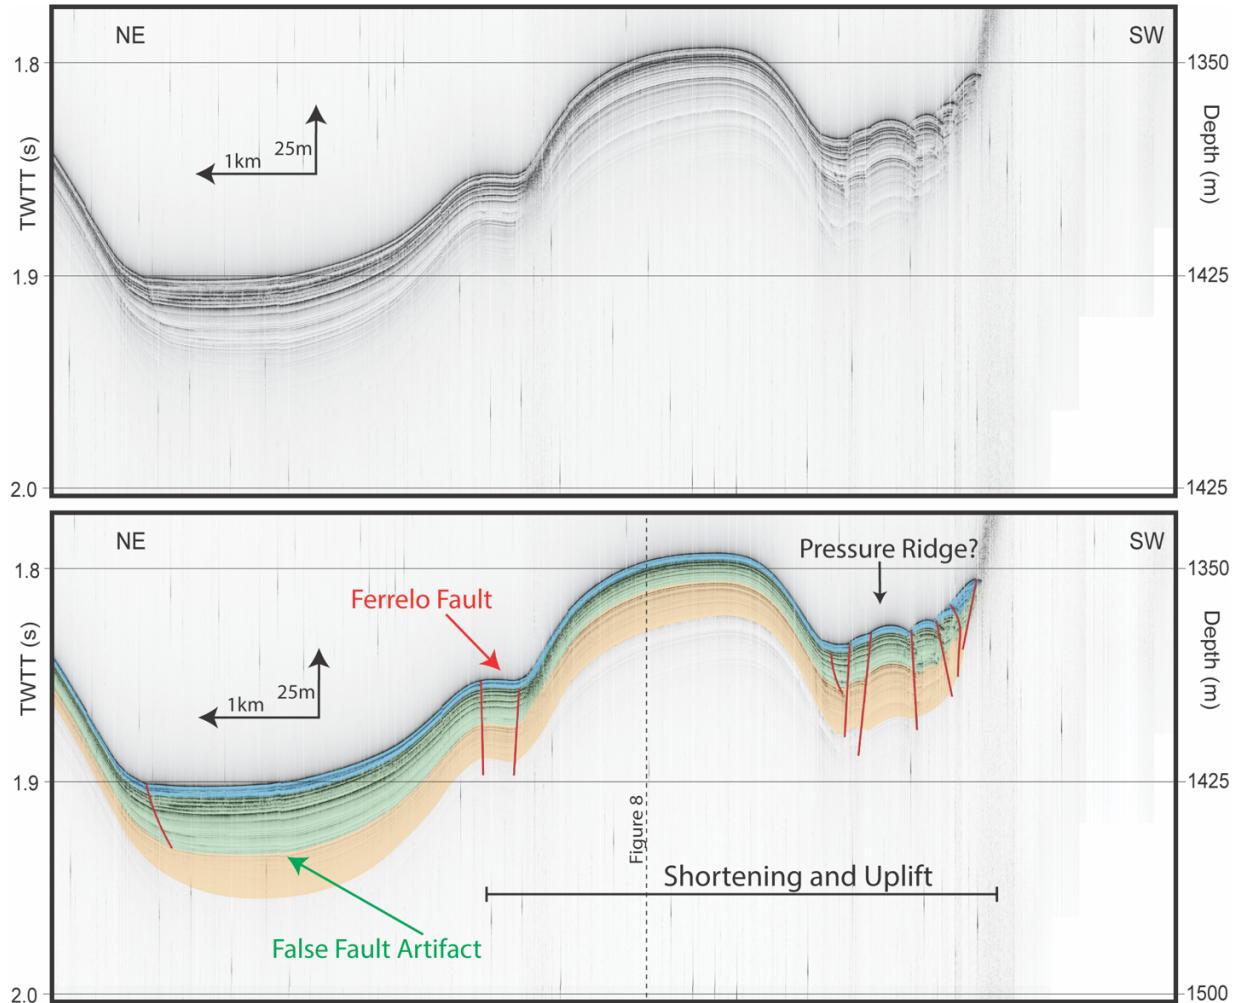 NE
SW
1.8
1350
25m
1km
TWTT (s)
Depth (m)
1.9
1425
2.0
1425
NE
SW
Pressure Ridge?
1.8
1350
Ferrelo Fault
25m
1km
TWTT (s)
Depth (m)
1.9
1425
Figure 8
Shortening and Uplift
False Fault Artifact
2.0
1500